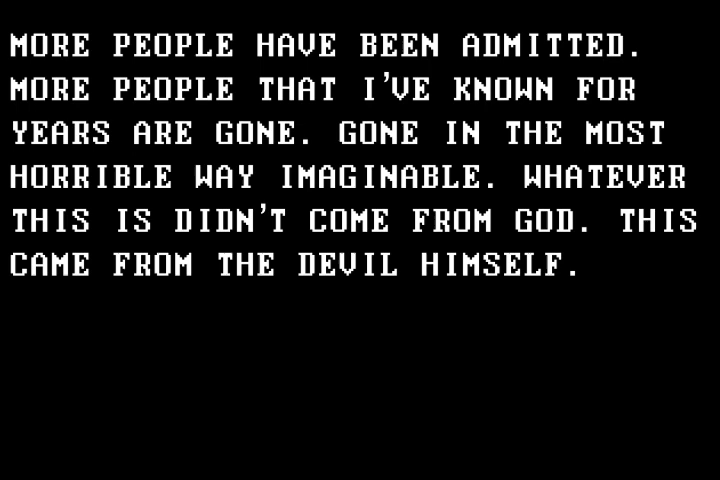 MORE PEOPLE HAVE BEEN ADMITTED.
MORE PEOPLE THAT I'VE KNOWN FOR
YEARS ARE GONE. GONE IN THE MOST
HORRIBLE WAY IMAGINABLE. WHATEVER
THIS IS DIDN'T COME FROM GOD. THIS
CAME FROM THE DEVIL HIMSELF.